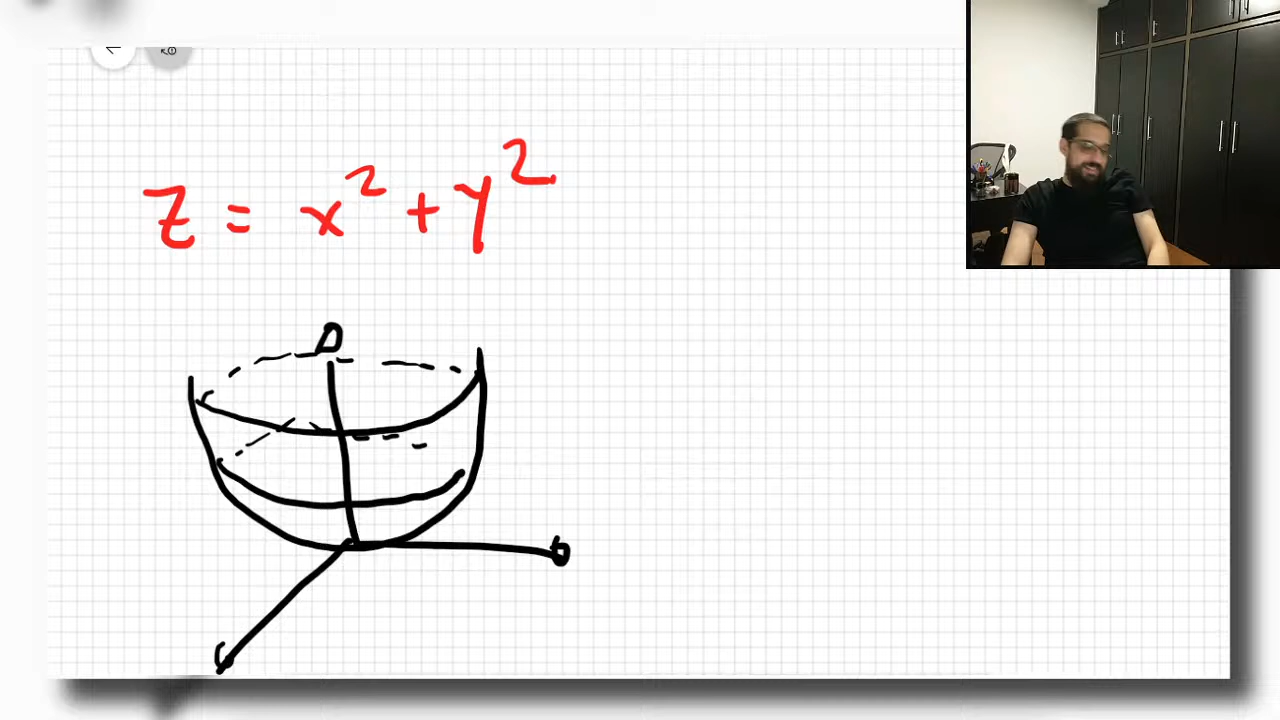 z = x² + y²